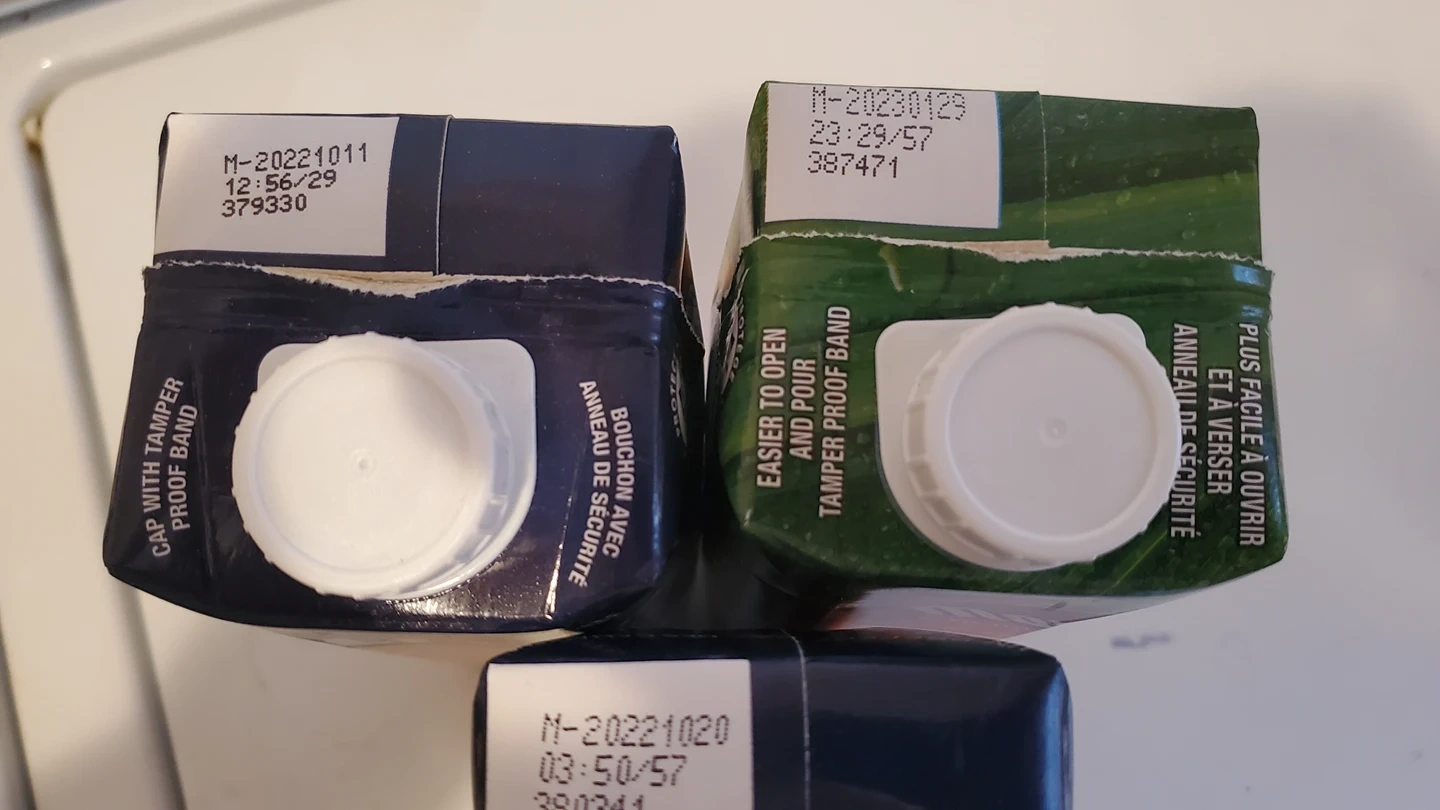 M-20221011
12:56/29
379330
CAP WITH TAMPER
PROOF BAND
BOUCHON AVEC
ANNEAU DE SÉCURITÉ
M-20230129
23:29/57
387471
EASIER TO OPEN
AND POUR
TAMPER PROOF BAND
PLUS FACILE À OUVRIR
ET À VERSER
ANNEAU DE SÉCURITÉ
M-20221020
03:50/57
380341